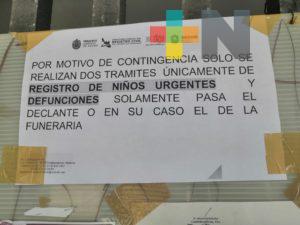 POR MOTIVO DE CONTINGENCIA SOLO SE
REALIZAN DOS TRAMITES ÚNICAMENTE DE
REGISTRO DE NIÑOS URGENTES Y
DEFUNCIONES SOLAMENTE PASA EL
DECLANTE O EN SU CASO EL DE LA
FUNERARIA